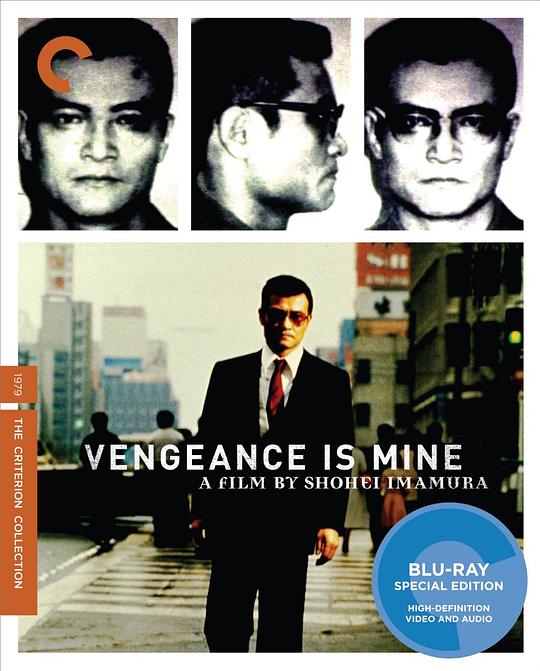 1979
THE CRITERION COLLECTION
VENGEANCE IS MINE
A FILM BY SHOHEI IMAMURA
BLU-RAY
SPECIAL EDITION
HIGH-DEFINITION
VIDEO AND AUDIO